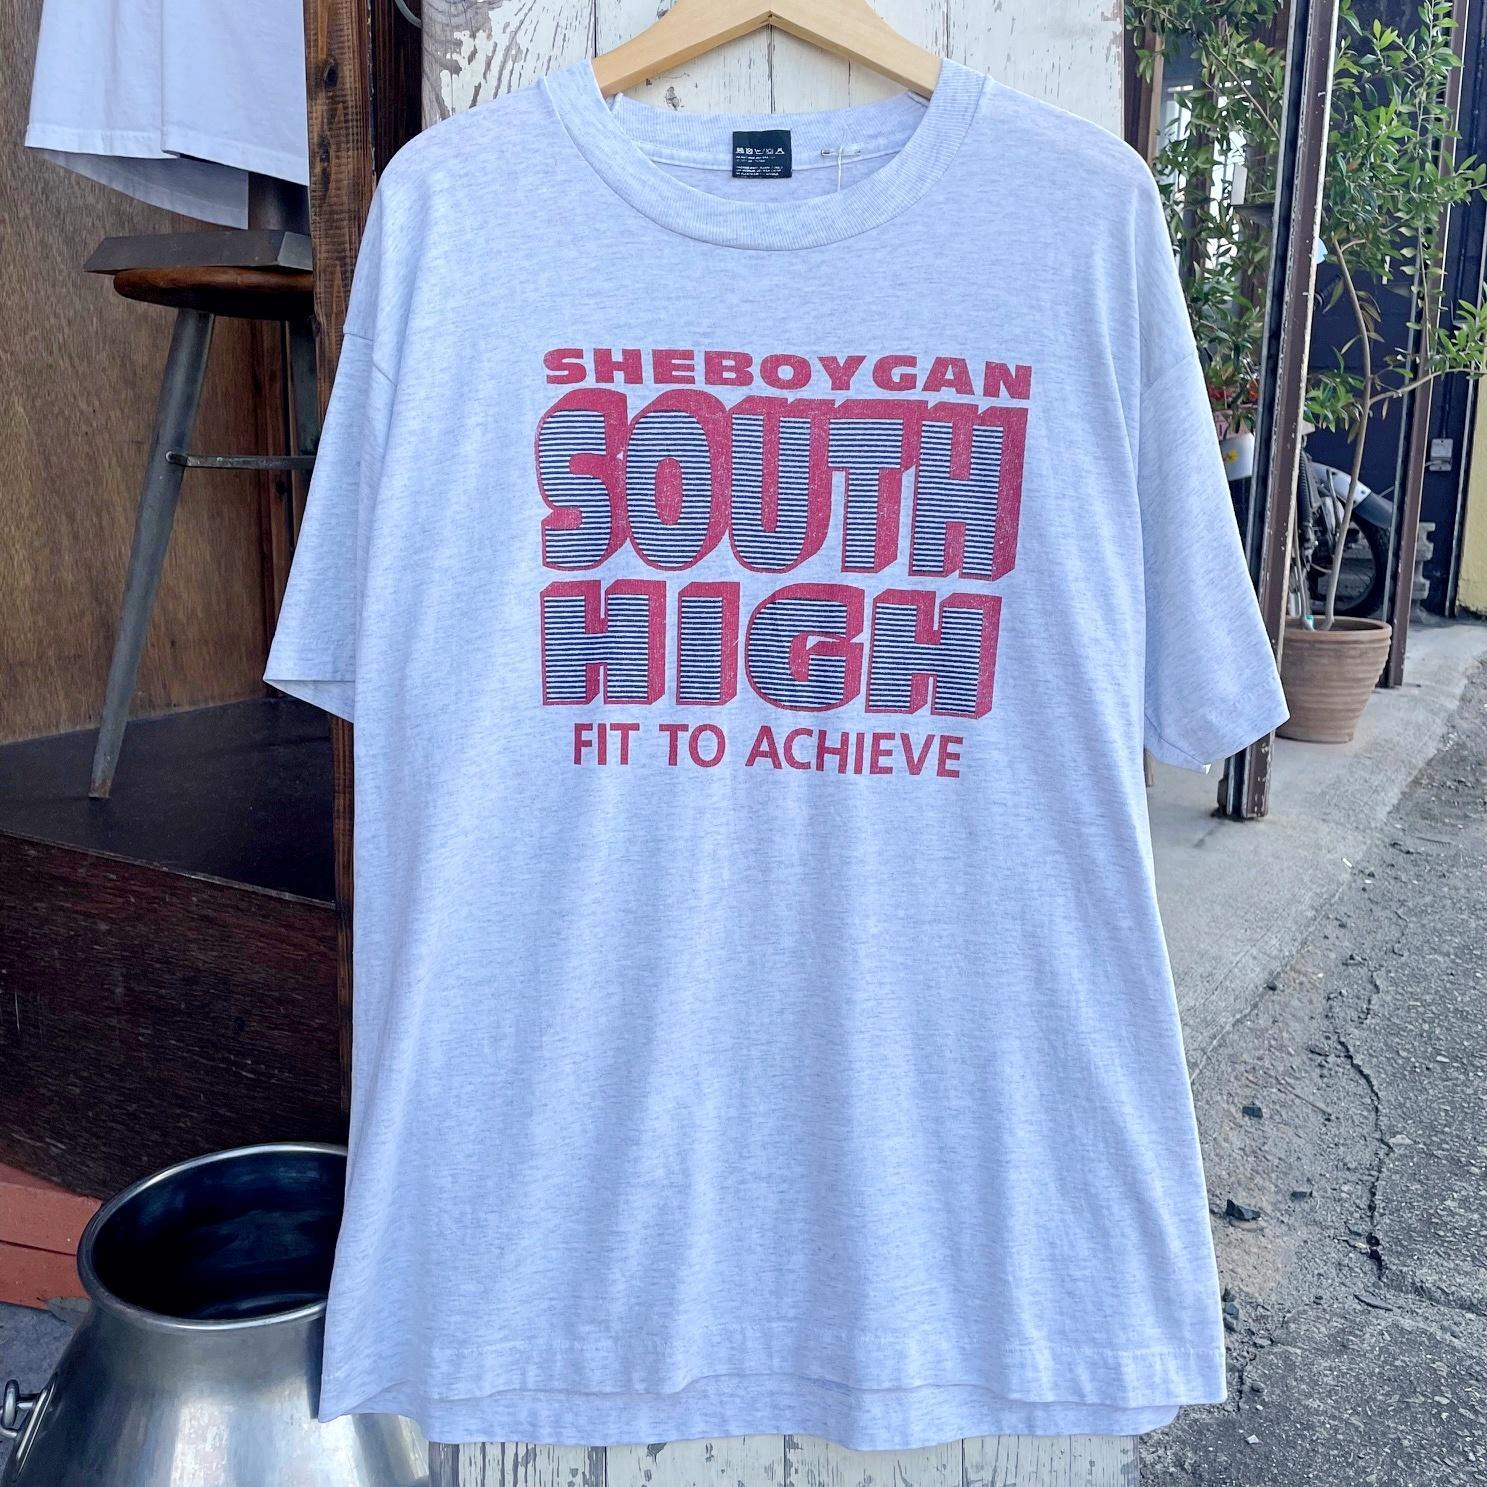 SHEBOYGAN
SOUTH
HIGH
FIT TO ACHIEVE